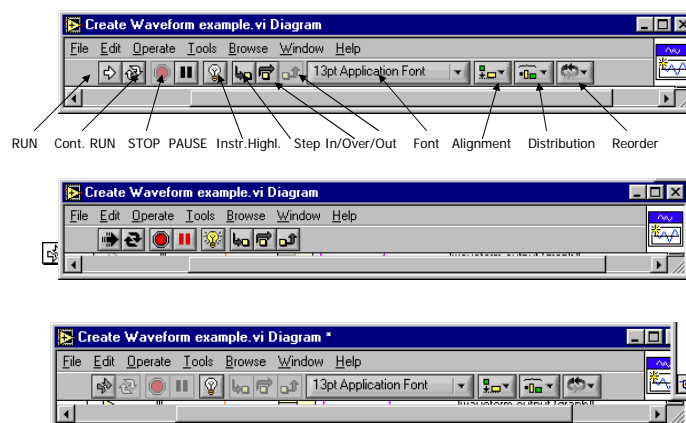 Create Waveform example.vi Diagram
File Edit Operate Tools Browse Window Help
13pt Application Font
RUN Cont. RUN STOP PAUSE Instr.Highl. Step In/Over/Out Font Alignment Distribution Reorder
Create Waveform example.vi Diagram
File Edit Operate Tools Browse Window Help
Create Waveform example.vi Diagram *
File Edit Operate Tools Browse Window Help
13pt Application Font